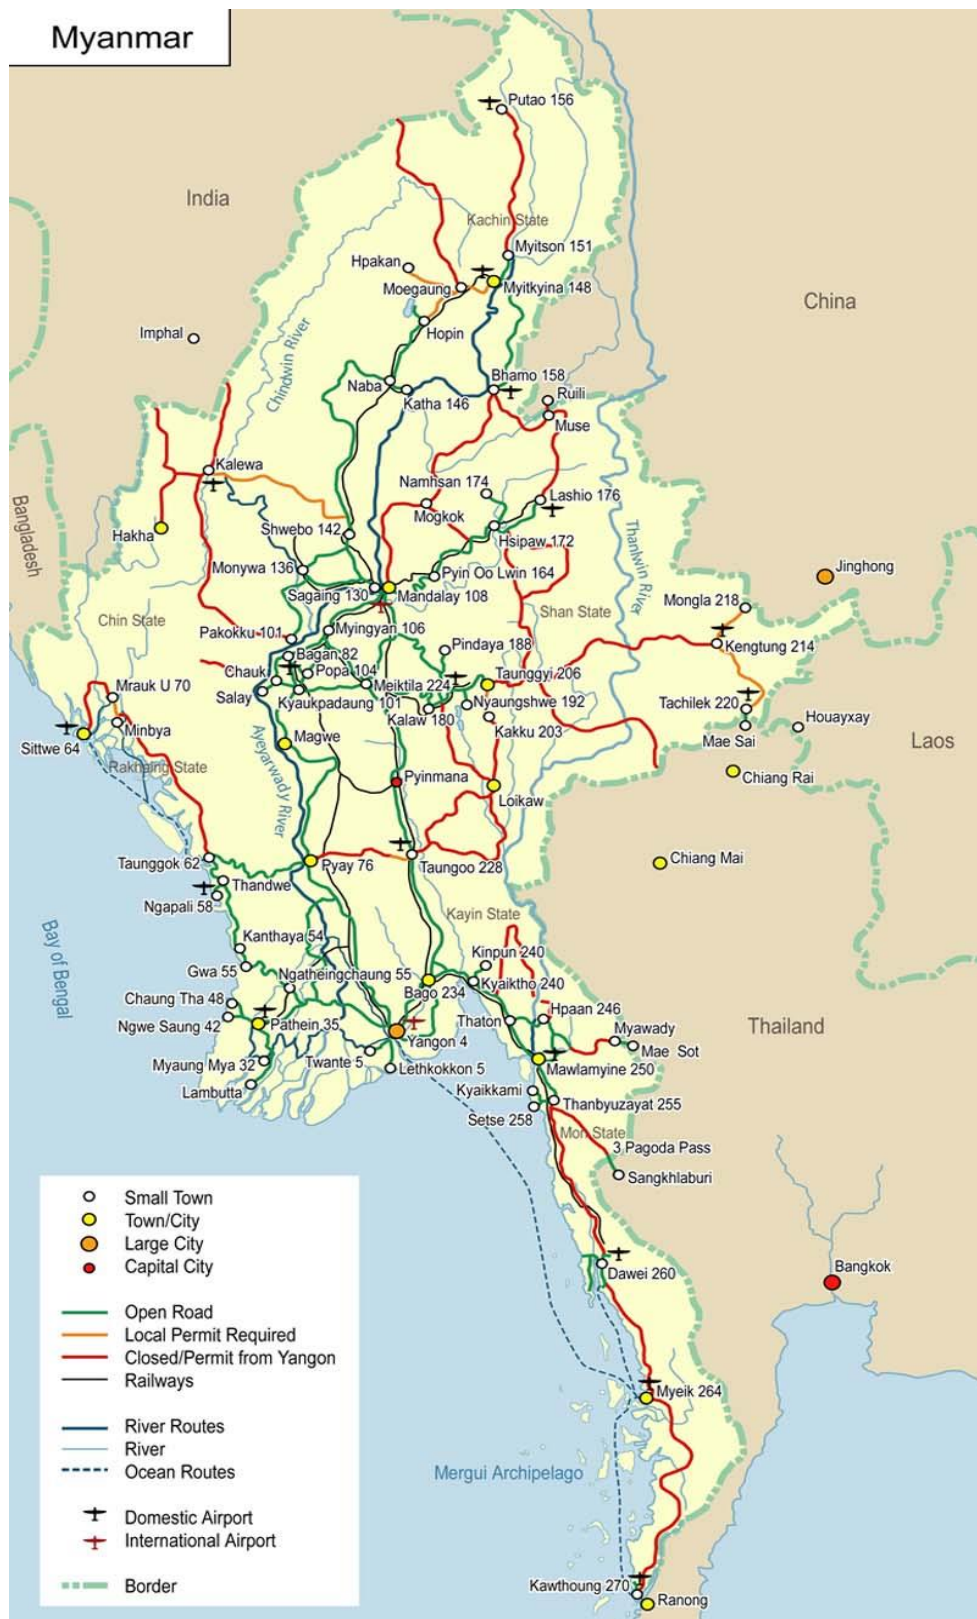 Myanmar
Putao 156
India
Kachin State
Myitson 151
Hpakan
Moegaung
Myitkyina 148
China
Hopin
Imphal
Chindwin River
Naba
Katha 146
Bhamo 158
Ruili
Muse
Kalewa
Namhsan 174
Lashio 176
Mogkok
Bangladesh
Hakha
Shwebo 142
Hsipaw 172
Thanlwin River
Monywa 136
Pyin Oo Lwin 164
Jinghong
Sagaing 130
Mandalay 108
Mongla 218
Shan State
Chin State
Pakokku 101
Myingyan 106
Kengtung 214
Bagan 82
Pindaya 188
Chauk
Popa 104
Taunggyi 206
Mrauk U 70
Salay
Meiktila 224
Kyaukpadaung 101
Nyaungshwe 192
Tachilek 220
Minbya
Kalaw 180
Kakku 203
Houayxay
Sittwe 64
Magwe
Mae Sai
Laos
Rakhaing State
Ayeyarwady River
Pyinmana
Chiang Rai
Loikaw
Taunggok 62
Pyay 76
Taungoo 228
Chiang Mai
Thandwe
Ngapali 58
Kayin State
Bay of Bengal
Kanthaya 54
Kinpun 240
Gwa 55
Ngatheingchaung 55
Bago 234
Kyaiktho 240
Chaung Tha 48
Hpaan 246
Ngwe Saung 42
Pathein 35
Thaton
Myawady
Thailand
Yangon 4
Mae Sot
Myaung Mya 32
Twante 5
Lethkokkon 5
Mawlamyine 250
Lambutta
Kyaikkami
Thanbyuzayat 255
Setse 258
Mon State
3 Pagoda Pass
Sangkhlaburi
Small Town
Town/City
Large City
Capital City
Open Road
Local Permit Required
Closed/Permit from Yangon
Railways
River Routes
River
Ocean Routes
Domestic Airport
International Airport
Border
Dawei 260
Bangkok
Myeik 264
Mergui Archipelago
Kawthoung 270
Ranong